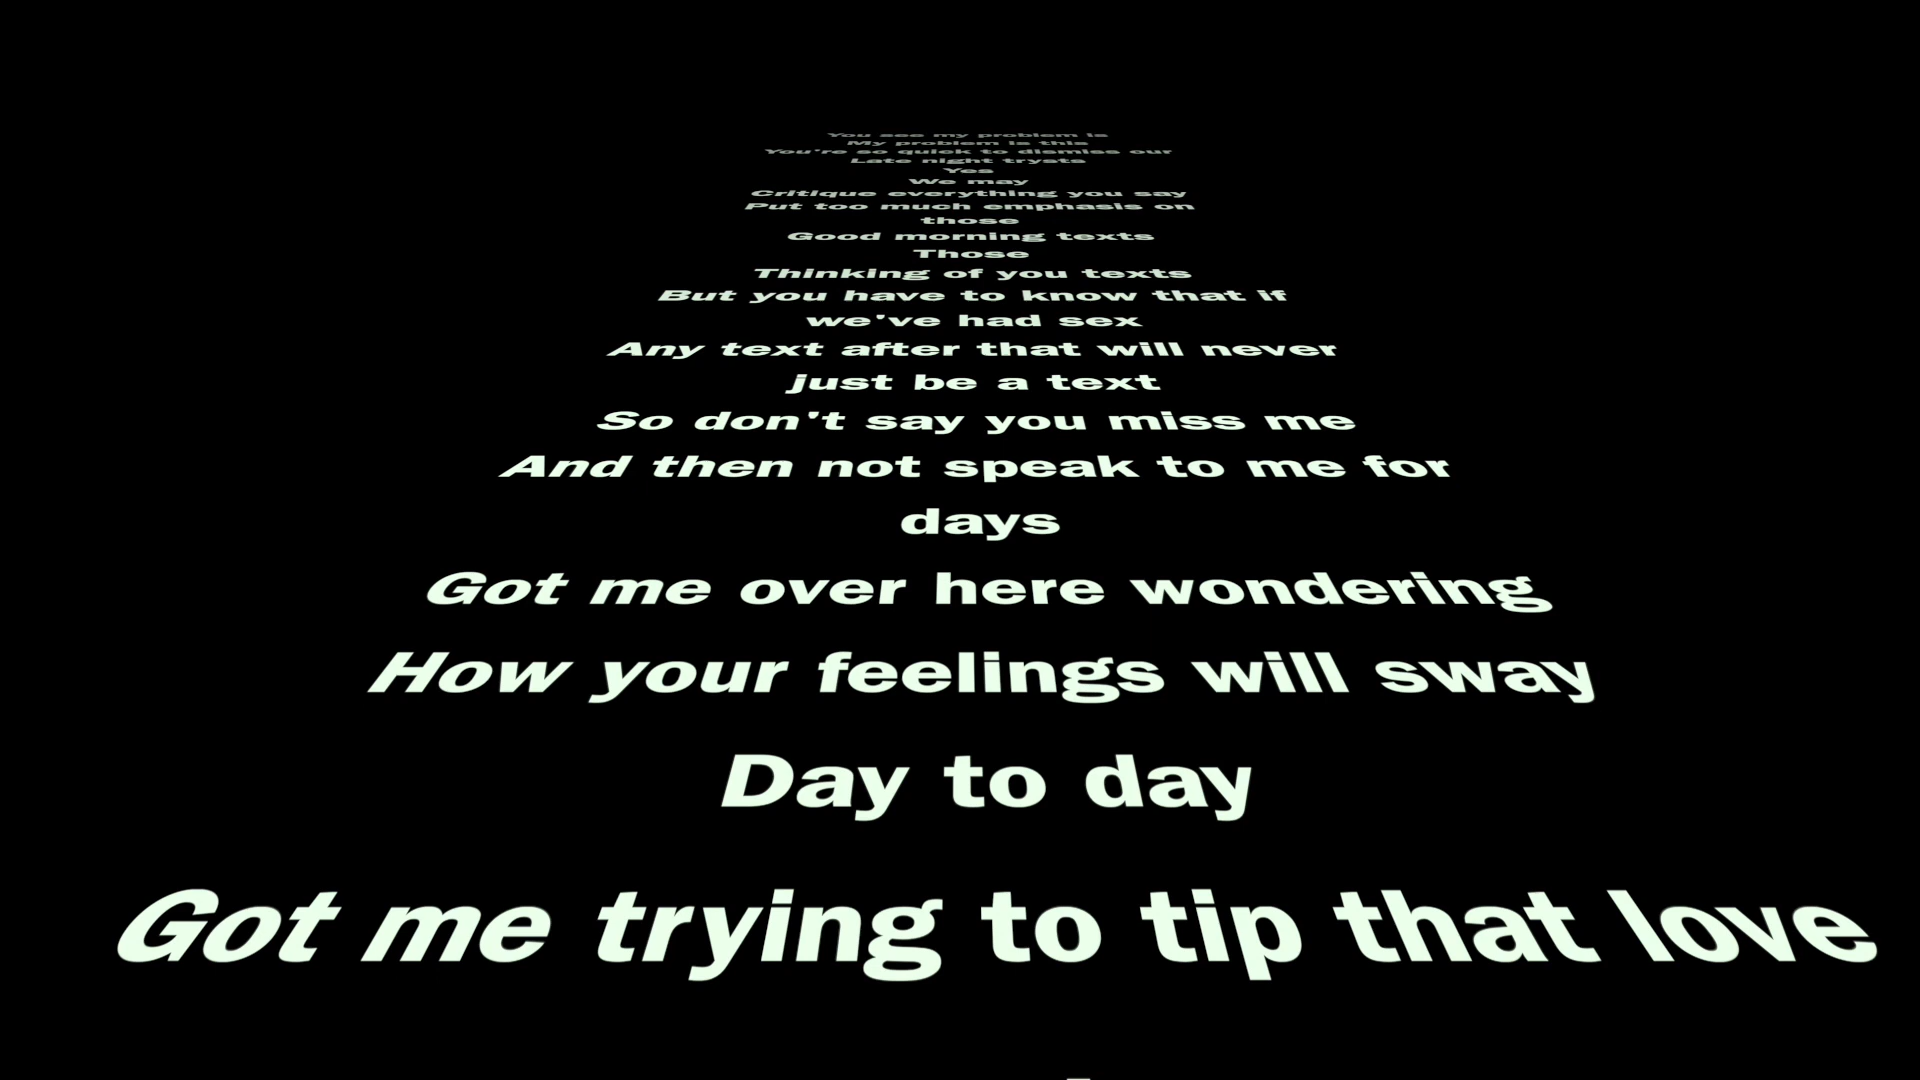 You see my problem is
My problem is this
You're so quick to dismiss our
Late night trysts
Yes
We may
Critique everything you say
Put too much emphasis on
those
Good morning texts
Those
Thinking of you texts
But you have to know that if
we've had sex
Any text after that will never
just be a text
So don't say you miss me
And then not speak to me for
days
Got me over here wondering
How your feelings will sway
Day to day
Got me trying to tip that love